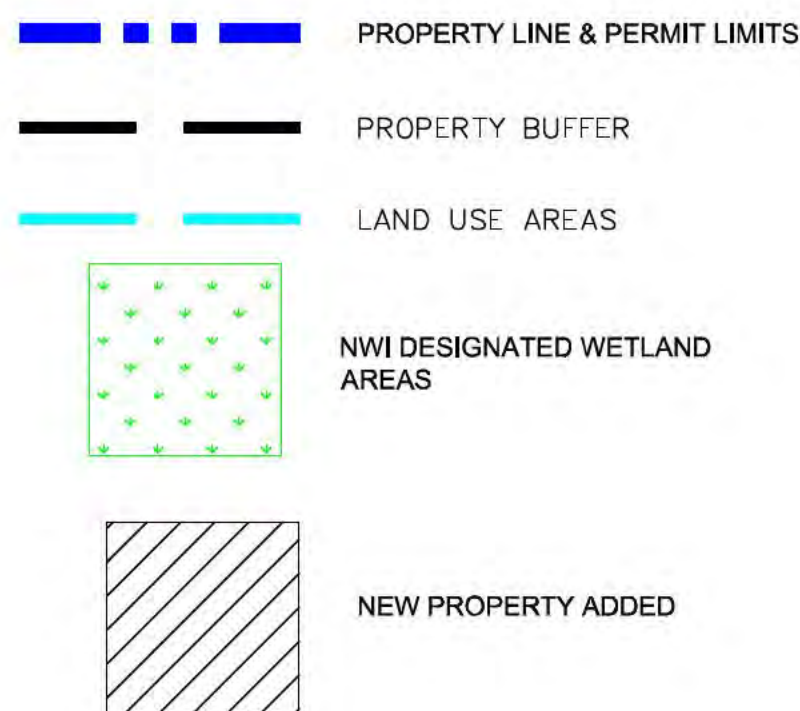 PROPERTY LINE & PERMIT LIMITS
PROPERTY BUFFER
LAND USE AREAS
NWI DESIGNATED WETLAND
AREAS
NEW PROPERTY ADDED